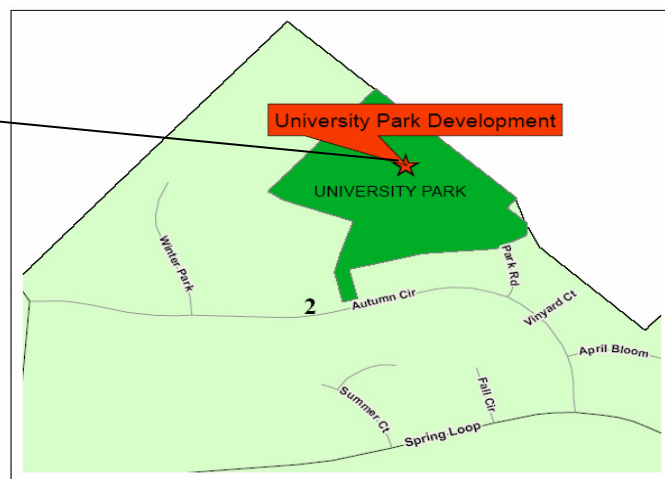 University Park Development
UNIVERSITY PARK
Winter Park
Park Rd
2
Autumn Cir
Vinyard Ct
April Bloom
Summer Ct
Fall Cir
Spring Loop